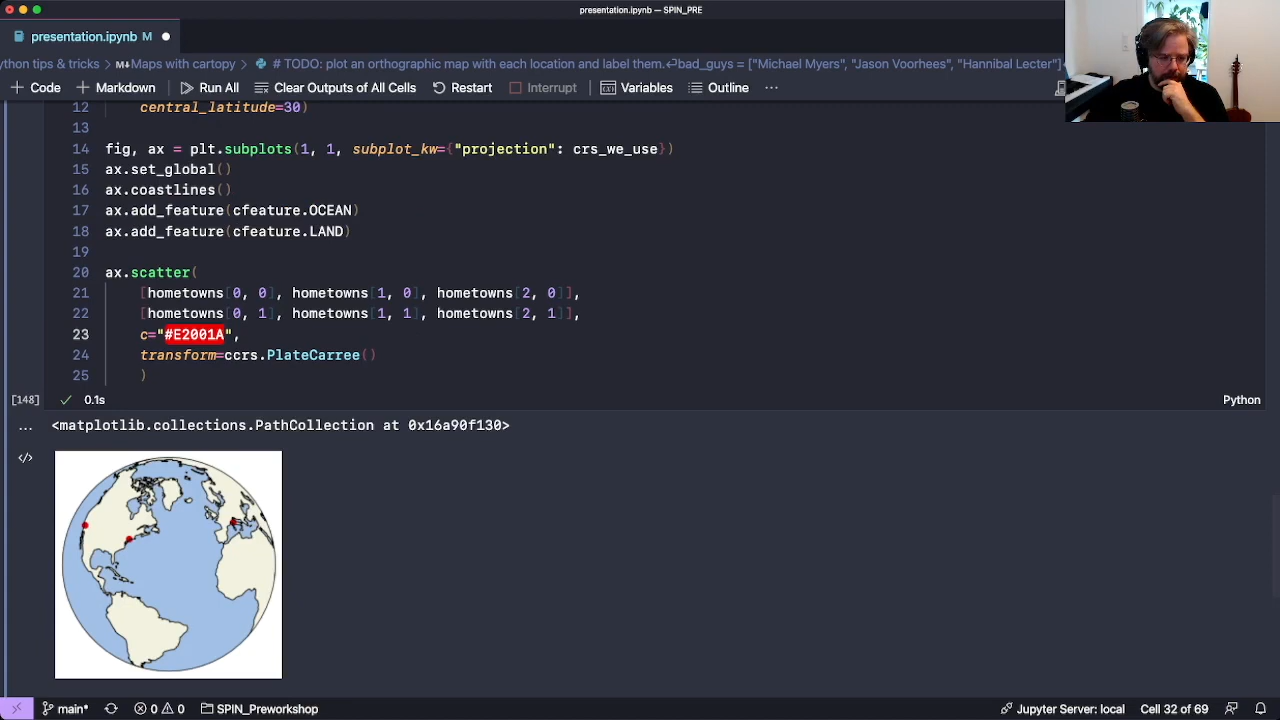 presentation.ipynb — SPIN_PRE
presentation.ipynb M
ython tips & tricks > Maps with cartopy > # TODO: plot an orthographic map with each location and label them.↵bad_guys = ["Michael Myers", "Jason Voorhees", "Hannibal Lecter"]
+ Code + Markdown Run All Clear Outputs of All Cells Restart Interrupt Variables Outline ...
12 central_latitude=30)
13
14 fig, ax = plt.subplots(1, 1, subplot_kw={"projection": crs_we_use})
15 ax.set_global()
16 ax.coastlines()
17 ax.add_feature(cfeature.OCEAN)
18 ax.add_feature(cfeature.LAND)
19
20 ax.scatter(
21 [hometowns[0, 0], hometowns[1, 0], hometowns[2, 0]],
22 [hometowns[0, 1], hometowns[1, 1], hometowns[2, 1]],
23 c="#E2001A",
24 transform=ccrs.PlateCarree()
25 )
[148] ✓ 0.1s Python
... <matplotlib.collections.PathCollection at 0x16a90f130>
</>
main* 0 0 SPIN_Preworkshop Jupyter Server: local Cell 32 of 69